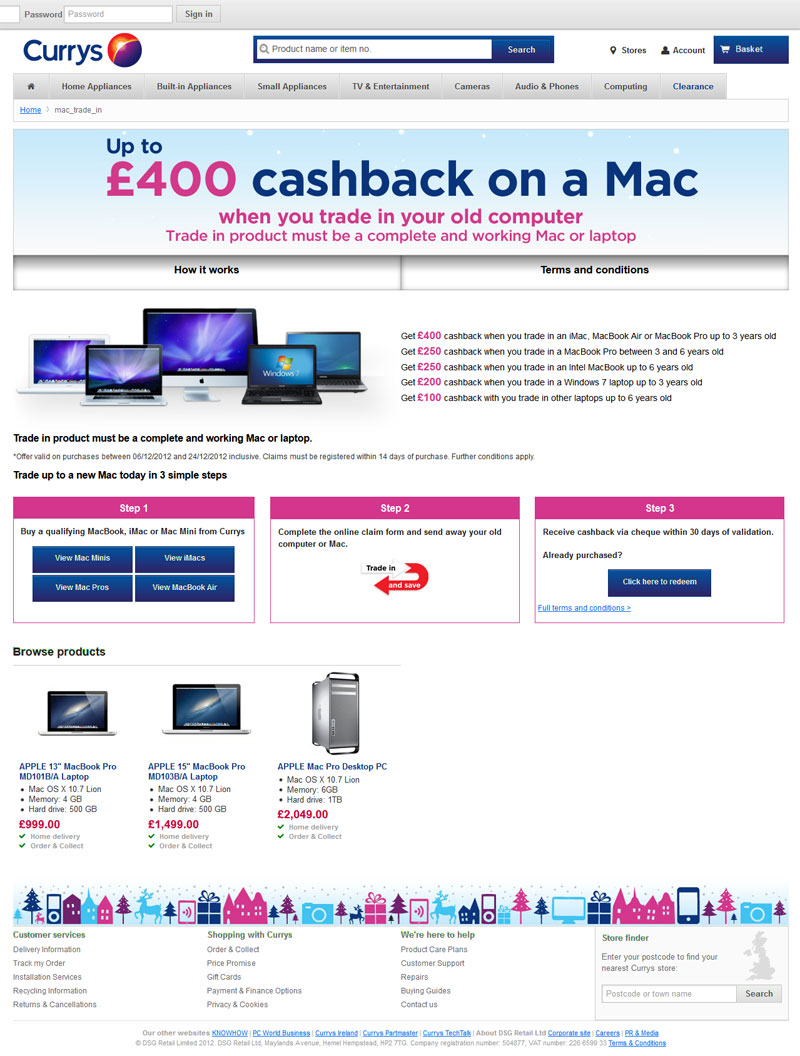 Password Password Sign in
Currys
Product name or item no. Search
Stores Account Basket
Home Appliances Built-in Appliances Small Appliances TV & Entertainment Cameras Audio & Phones Computing Clearance
Home > mac_trade_in
Up to
£400 cashback on a Mac
when you trade in your old computer
Trade in product must be a complete and working Mac or laptop
How it works Terms and conditions
Get £400 cashback when you trade in an iMac, MacBook Air or MacBook Pro up to 3 years old
Get £250 cashback when you trade in a MacBook Pro between 3 and 6 years old
Get £250 cashback when you trade in an Intel MacBook up to 6 years old
Get £200 cashback when you trade in a Windows 7 laptop up to 3 years old
Get £100 cashback with you trade in other laptops up to 6 years old
Windows 7
Trade in product must be a complete and working Mac or laptop.
*Offer valid on purchases between 06/12/2012 and 24/12/2012 inclusive. Claims must be registered within 14 days of purchase. Further conditions apply.
Trade up to a new Mac today in 3 simple steps
Step 1
Buy a qualifying MacBook, iMac or Mac Mini from Currys
View Mac Minis View iMacs
View Mac Pros View MacBook Air
Step 2
Complete the online claim form and send away your old
computer or Mac.
Trade in
and save
Step 3
Receive cashback via cheque within 30 days of validation.
Already purchased?
Click here to redeem
Full terms and conditions >
Browse products
APPLE 13" MacBook Pro
MD101B/A Laptop
Mac OS X 10.7 Lion
Memory: 4 GB
Hard drive: 500 GB
£999.00
Home delivery
Order & Collect
APPLE 15" MacBook Pro
MD103B/A Laptop
Mac OS X 10.7 Lion
Memory: 4 GB
Hard drive: 500 GB
£1,499.00
Home delivery
Order & Collect
APPLE Mac Pro Desktop PC
Mac OS X 10.7 Lion
Memory: 6GB
Hard drive: 1TB
£2,049.00
Home delivery
Order & Collect
Customer services
Delivery Information
Track my Order
Installation Services
Recycling Information
Returns & Cancellations
Shopping with Currys
Order & Collect
Price Promise
Gift Cards
Payment & Finance Options
Privacy & Cookies
We're here to help
Product Care Plans
Customer Support
Repairs
Buying Guides
Contact us
Store finder
Enter your postcode to find your
nearest Currys store:
Postcode or town name Search
Our other websites KNOWHOW | PC World Business | Currys Ireland | Currys Partmaster | Currys TechTalk | About DSG Retail Ltd Corporate site | Careers | PR & Media
© DSG Retail Limited 2012. DSG Retail Ltd, Maylands Avenue, Hemel Hempstead, HP2 7TG. Company registration number: 504877, VAT number: 226 6599 33 Terms & Conditions